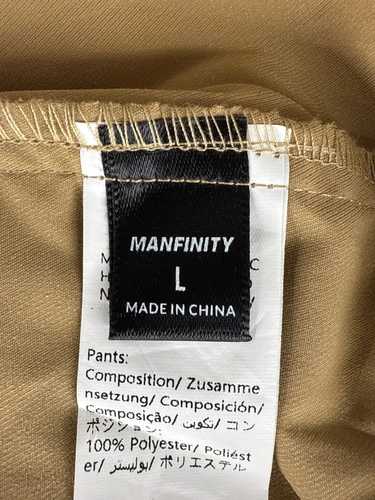 MANFINITY
L
MADE IN CHINA
Pants:
Composition/ Zusamme
nsetzung/ Composición/
Composição/ تكوين/ コン
ポジション:
100% Polyester/ Poliést
er/ بوليستر/ ポリエステル